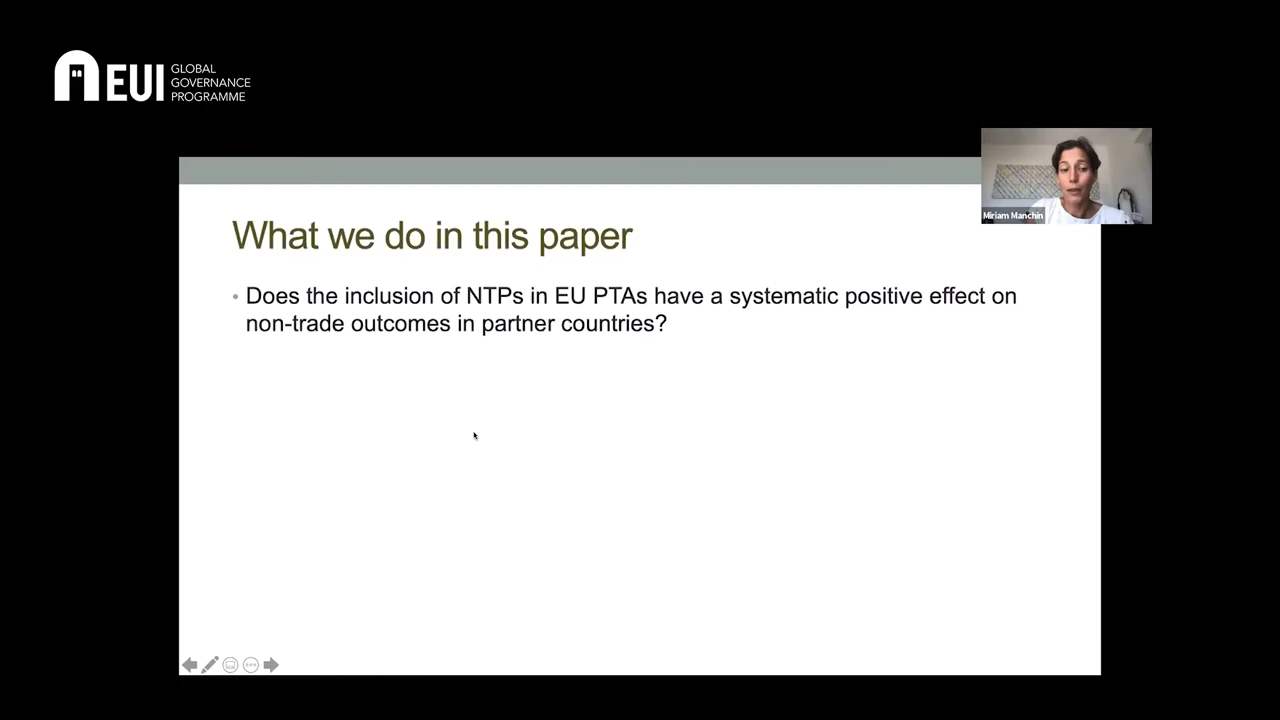 EUI
GLOBAL
GOVERNANCE
PROGRAMME
Miriam Manchin
What we do in this paper
• Does the inclusion of NTPs in EU PTAs have a systematic positive effect on
non-trade outcomes in partner countries?